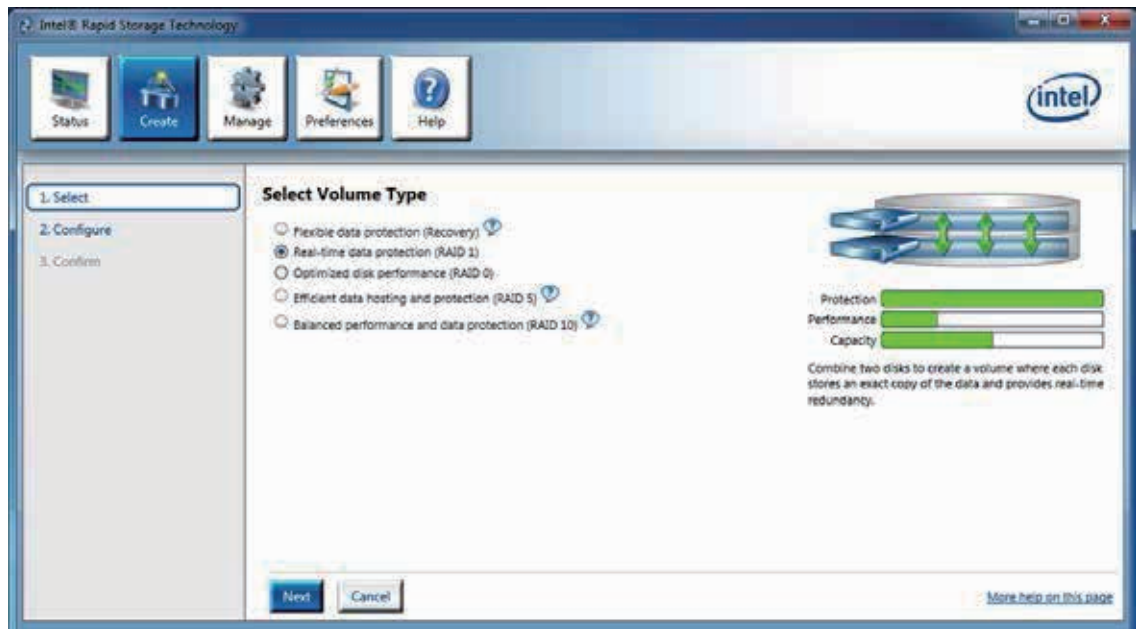 Intel® Rapid Storage Technology
Status
Create
Manage
Preferences
Help
intel
1. Select
2. Configure
3. Confirm
Select Volume Type
Flexible data protection (Recovery)
Real-time data protection (RAID 1)
Optimized disk performance (RAID 0)
Efficient data hosting and protection (RAID 5)
Balanced performance and data protection (RAID 10)
Protection
Performance
Capacity
Combine two disks to create a volume where each disk
stores an exact copy of the data and provides real-time
redundancy.
Next
Cancel
More help on this page